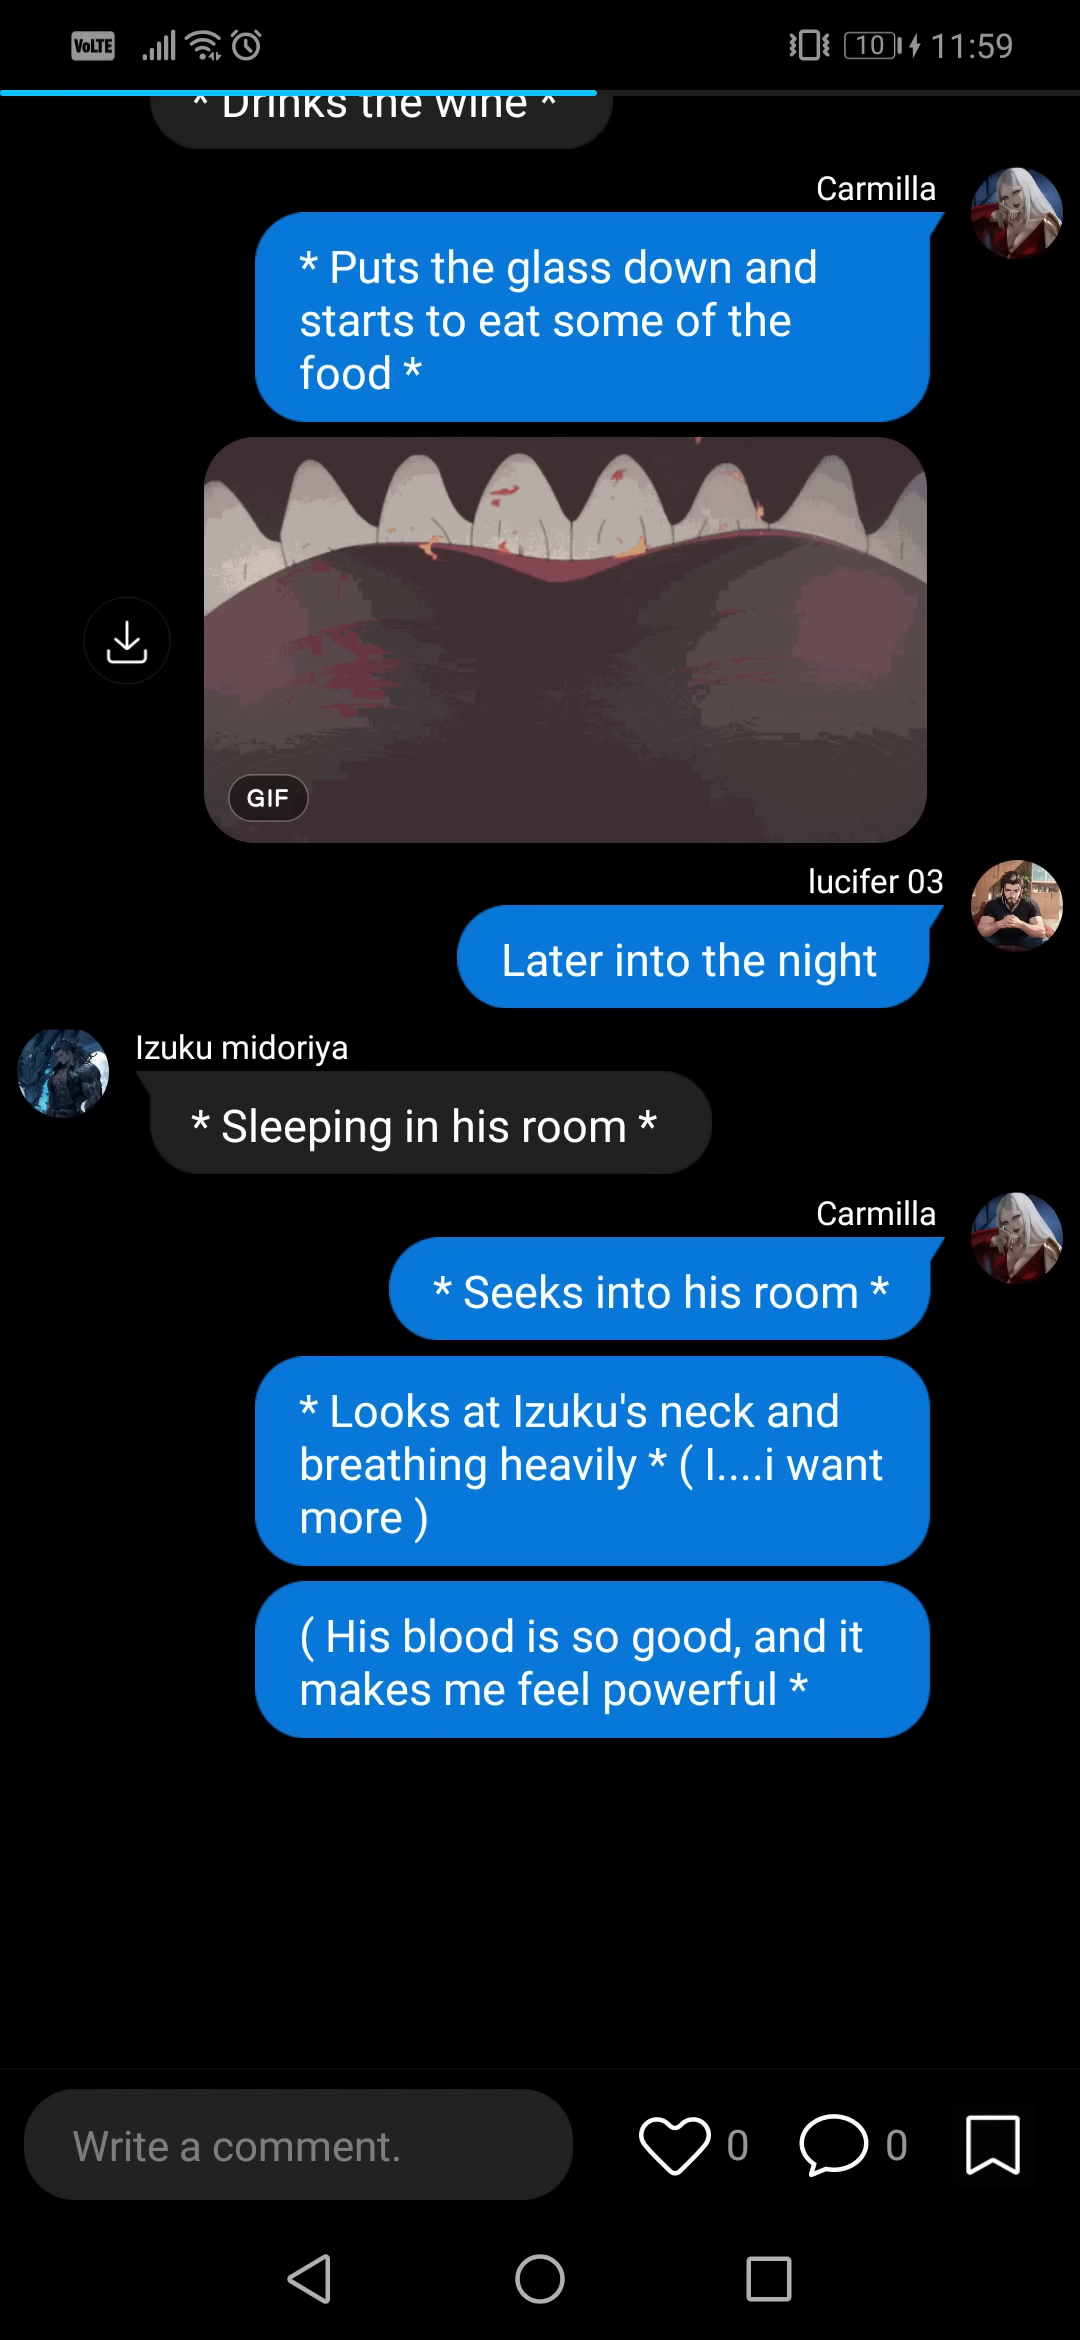 VoLTE
10
11:59
* Drinks the wine *
Carmilla
* Puts the glass down and
starts to eat some of the
food *
GIF
lucifer 03
Later into the night
Izuku midoriya
* Sleeping in his room *
Carmilla
* Seeks into his room *
* Looks at Izuku's neck and
breathing heavily * ( I....i want
more )
( His blood is so good, and it
makes me feel powerful *
Write a comment.
0
0